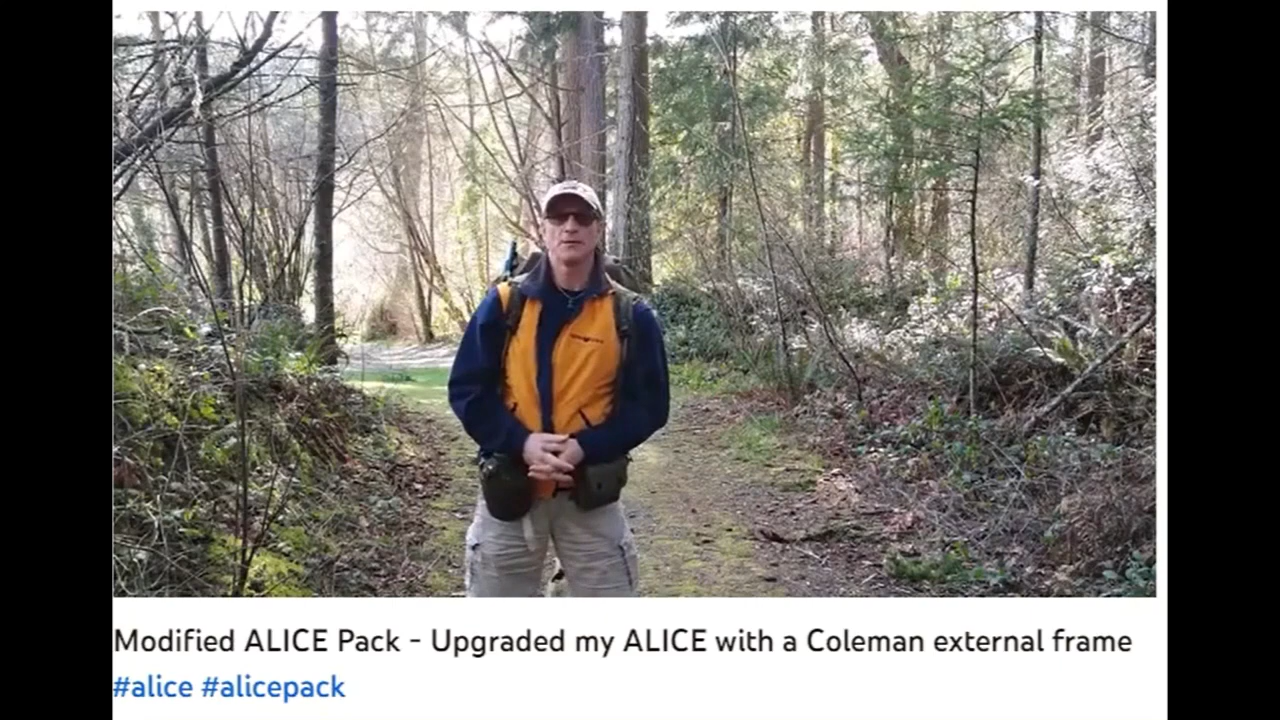 Modified ALICE Pack - Upgraded my ALICE with a Coleman external frame
#alice #alicepack